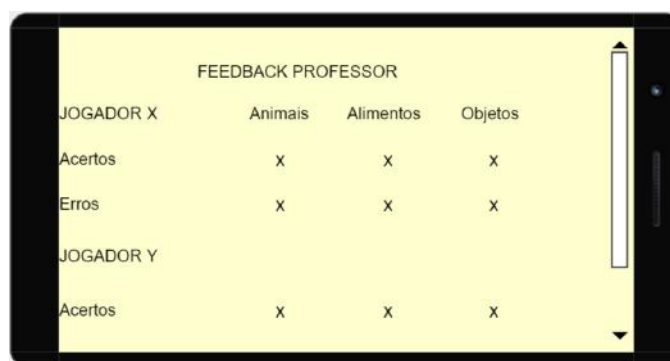 FEEDBACK PROFESSOR
JOGADOR X Animais Alimentos Objetos
Acertos X X X
Erros X X X
JOGADOR Y
Acertos X X X